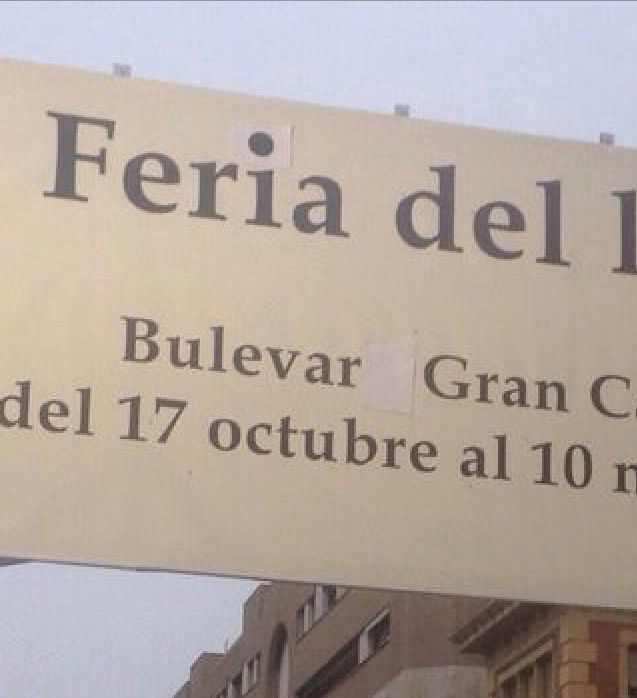 Feria del l
Bulevar Gran C
del 17 octubre al 10 n